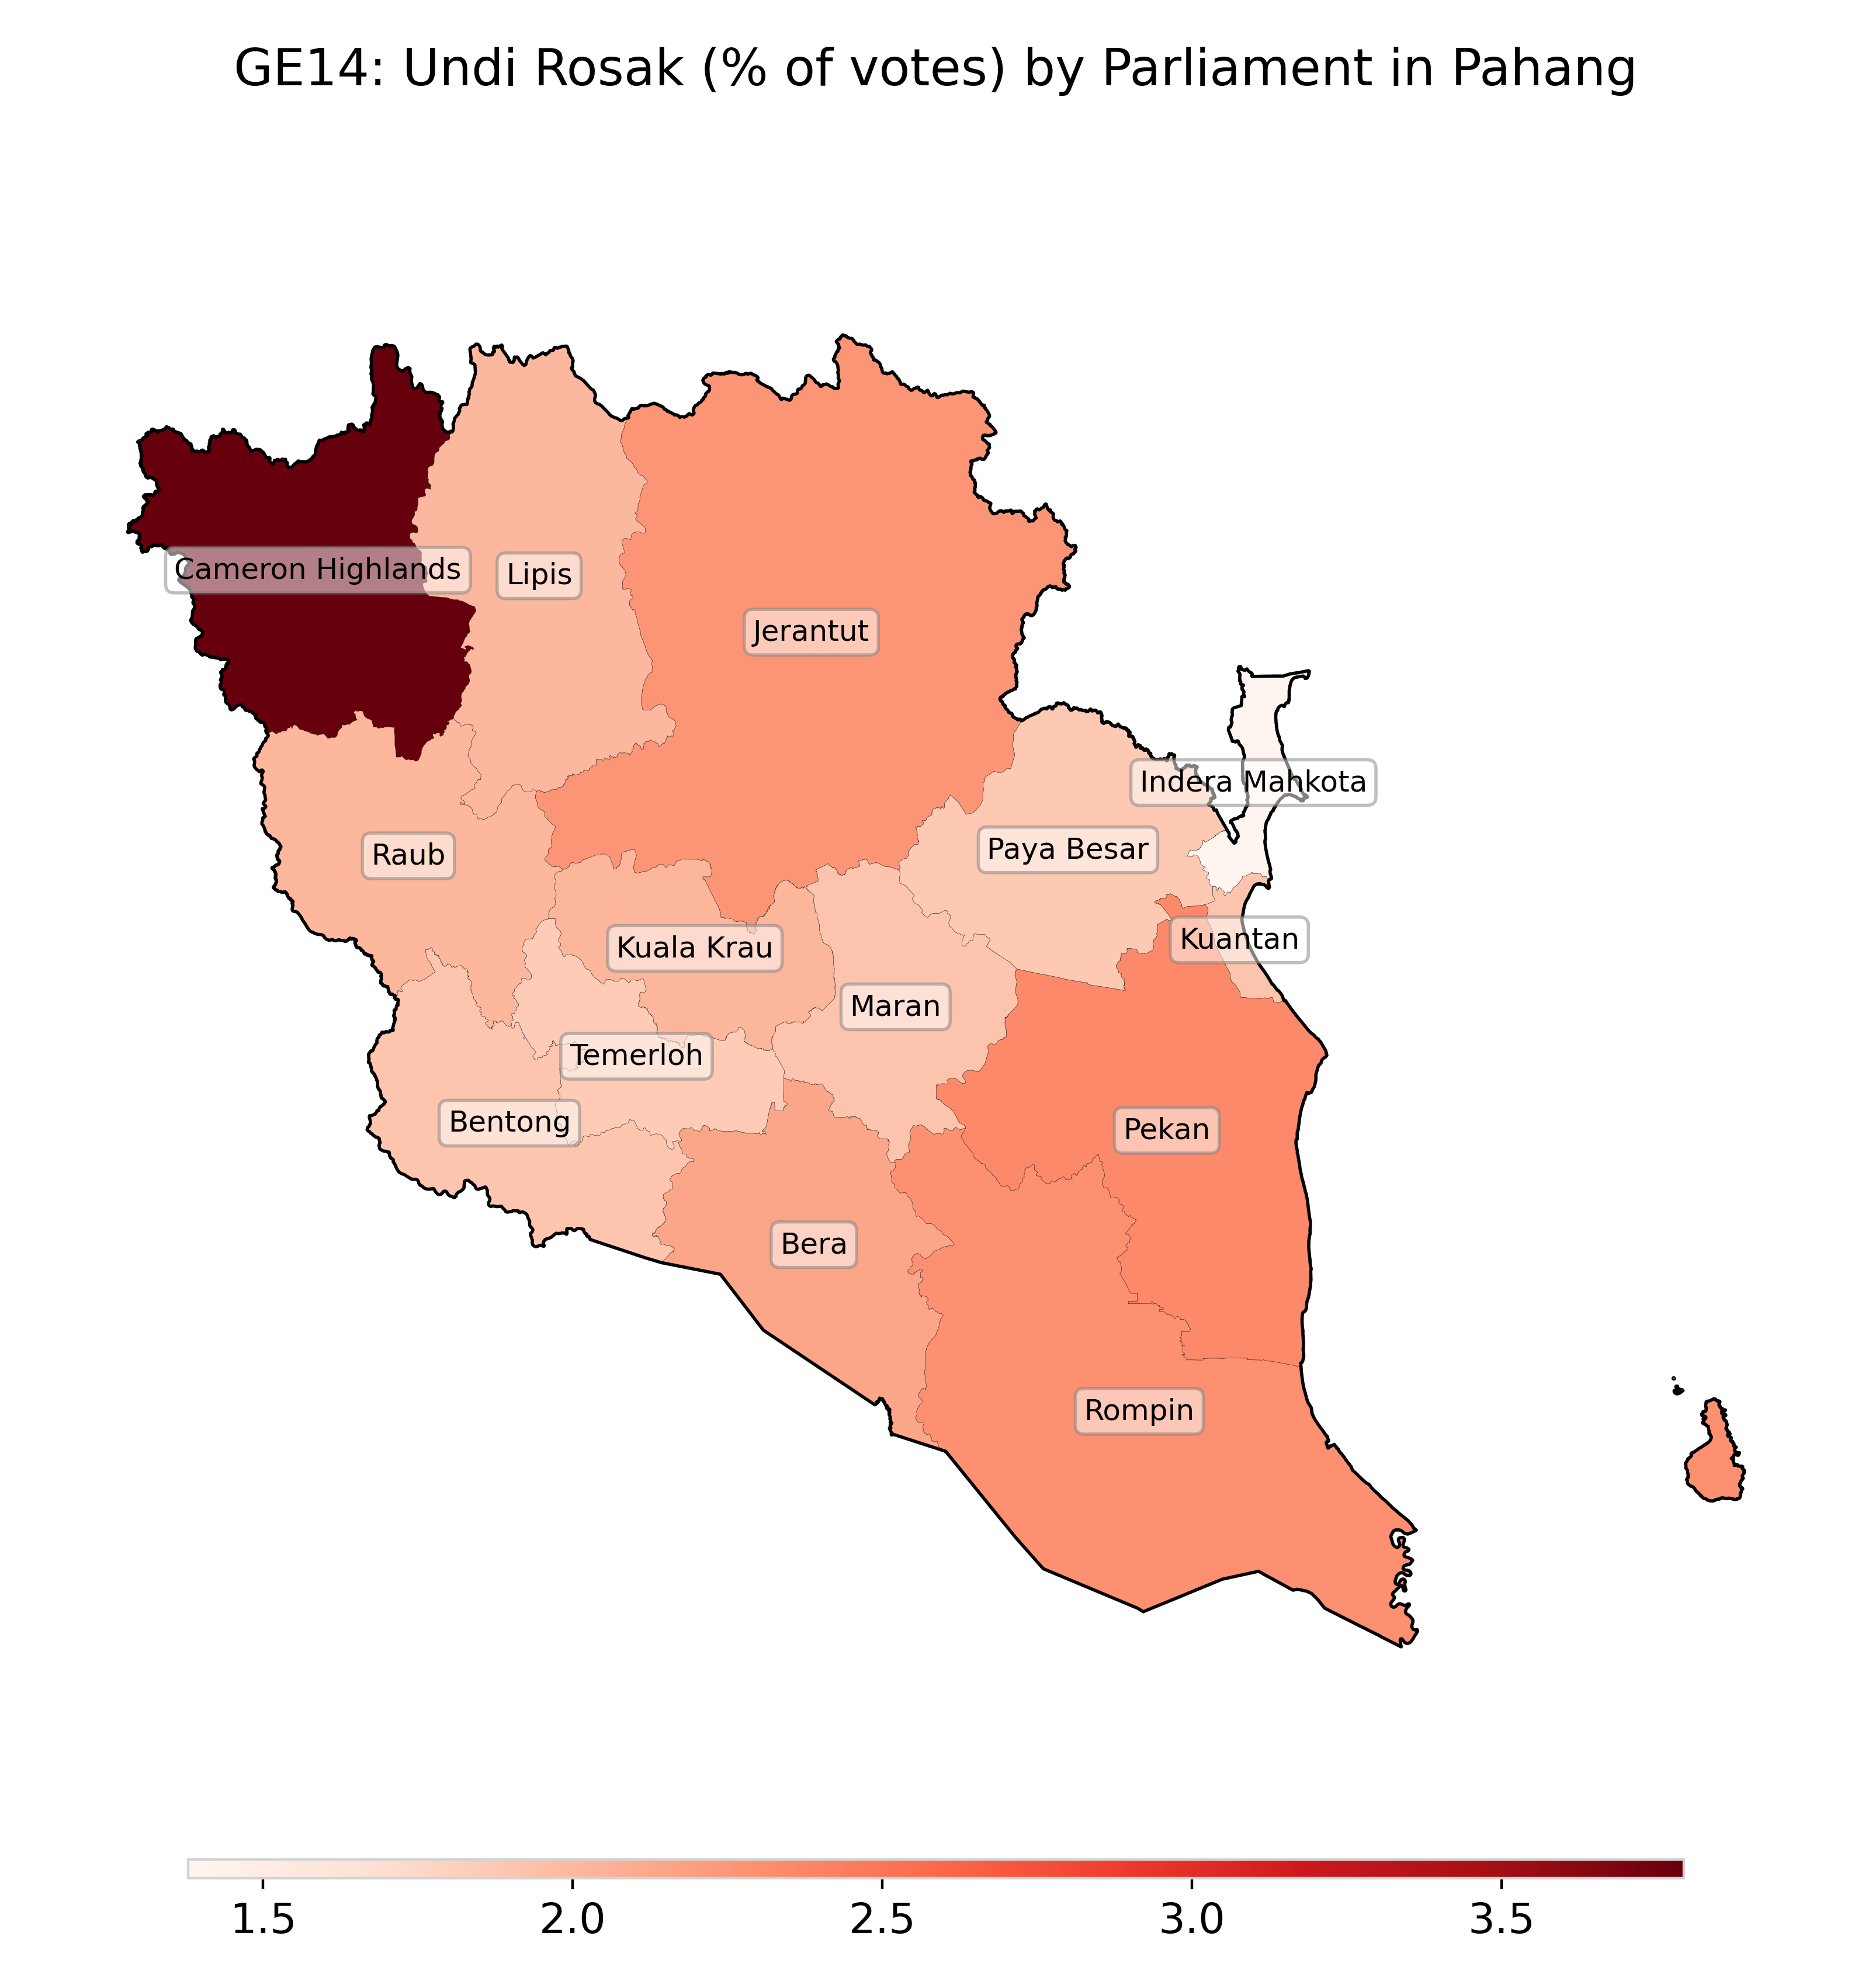 GE14: Undi Rosak (% of votes) by Parliament in Pahang
Cameron Highlands
Lipis
Jerantut
Indera Mahkota
Raub
Paya Besar
Kuala Krau
Kuantan
Maran
Temerloh
Bentong
Pekan
Bera
Rompin
1.5 2.0 2.5 3.0 3.5